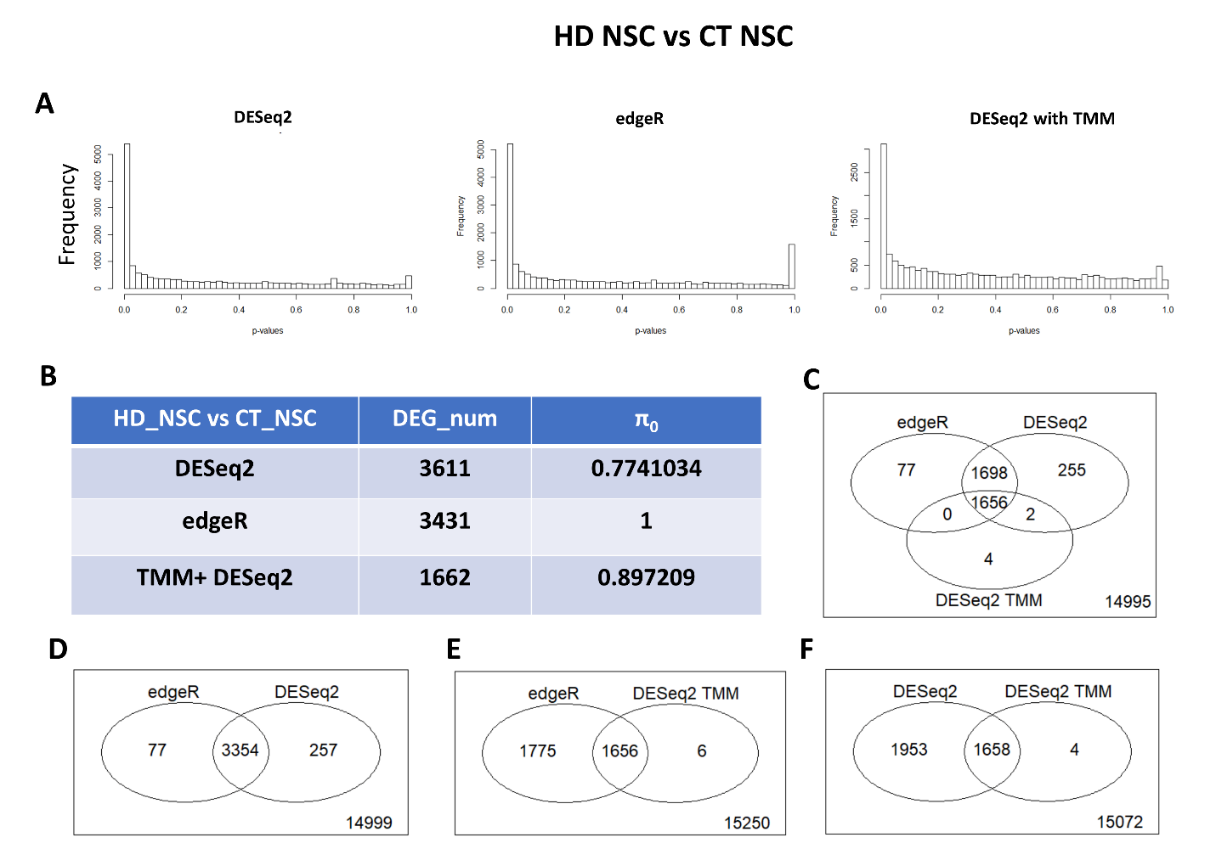 HD NSC vs CT NSC
A
DESeq2
edgeR
DESeq2 with TMM
Frequency
0 1000 2000 3000 4000 5000
0.0 0.2 0.4 0.6 0.8 1.0
p-values
Frequency
0 1000 2000 3000 4000 5000
0.0 0.2 0.4 0.6 0.8 1.0
p-values
Frequency
0 500 1500 2500
0.0 0.2 0.4 0.6 0.8 1.0
p-values
B
HD_NSC vs CT_NSC DEG_num π₀
DESeq2 3611 0.7741034
edgeR 3431 1
TMM+ DESeq2 1662 0.897209
C
edgeR DESeq2
77 1698 255
1656
0 2
4
DESeq2 TMM
14995
D
edgeR DESeq2
77 3354 257
14999
E
edgeR DESeq2 TMM
1775 1656 6
15250
F
DESeq2 DESeq2 TMM
1953 1658 4
15072